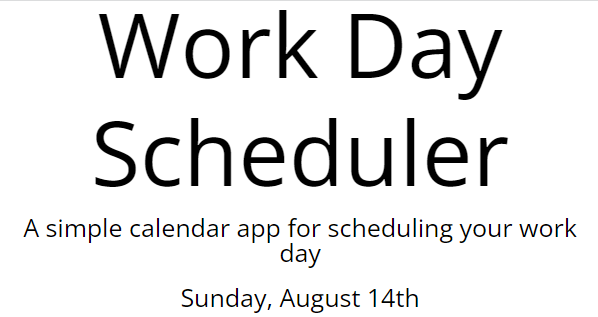 Work Day
Scheduler
A simple calendar app for scheduling your work
day
Sunday, August 14th